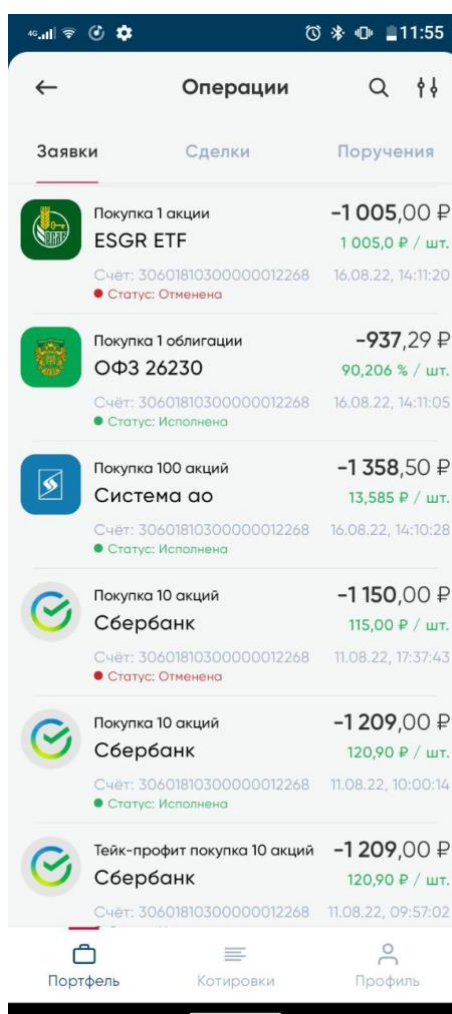 4G 11:55
Операции
Заявки Сделки Поручения
Покупка 1 акции -1 005,00 ₽
ESGR ETF 1 005,0 ₽ / шт.
Счёт: 30601810300000012268 16.08.22, 14:11:20
Статус: Отменена
Покупка 1 облигации -937,29 ₽
ОФЗ 26230 90,206 % / шт.
Счёт: 30601810300000012268 16.08.22, 14:11:05
Статус: Исполнена
Покупка 100 акций -1 358,50 ₽
Система ао 13,585 ₽ / шт.
Счёт: 30601810300000012268 16.08.22, 14:10:28
Статус: Исполнена
Покупка 10 акций -1 150,00 ₽
Сбербанк 115,00 ₽ / шт.
Счёт: 30601810300000012268 11.08.22, 17:37:43
Статус: Отменена
Покупка 10 акций -1 209,00 ₽
Сбербанк 120,90 ₽ / шт.
Счёт: 30601810300000012268 11.08.22, 10:00:14
Статус: Исполнена
Тейк-профит покупка 10 акций -1 209,00 ₽
Сбербанк 120,90 ₽ / шт.
Счёт: 30601810300000012268 11.08.22, 09:57:02
Портфель Котировки Профиль